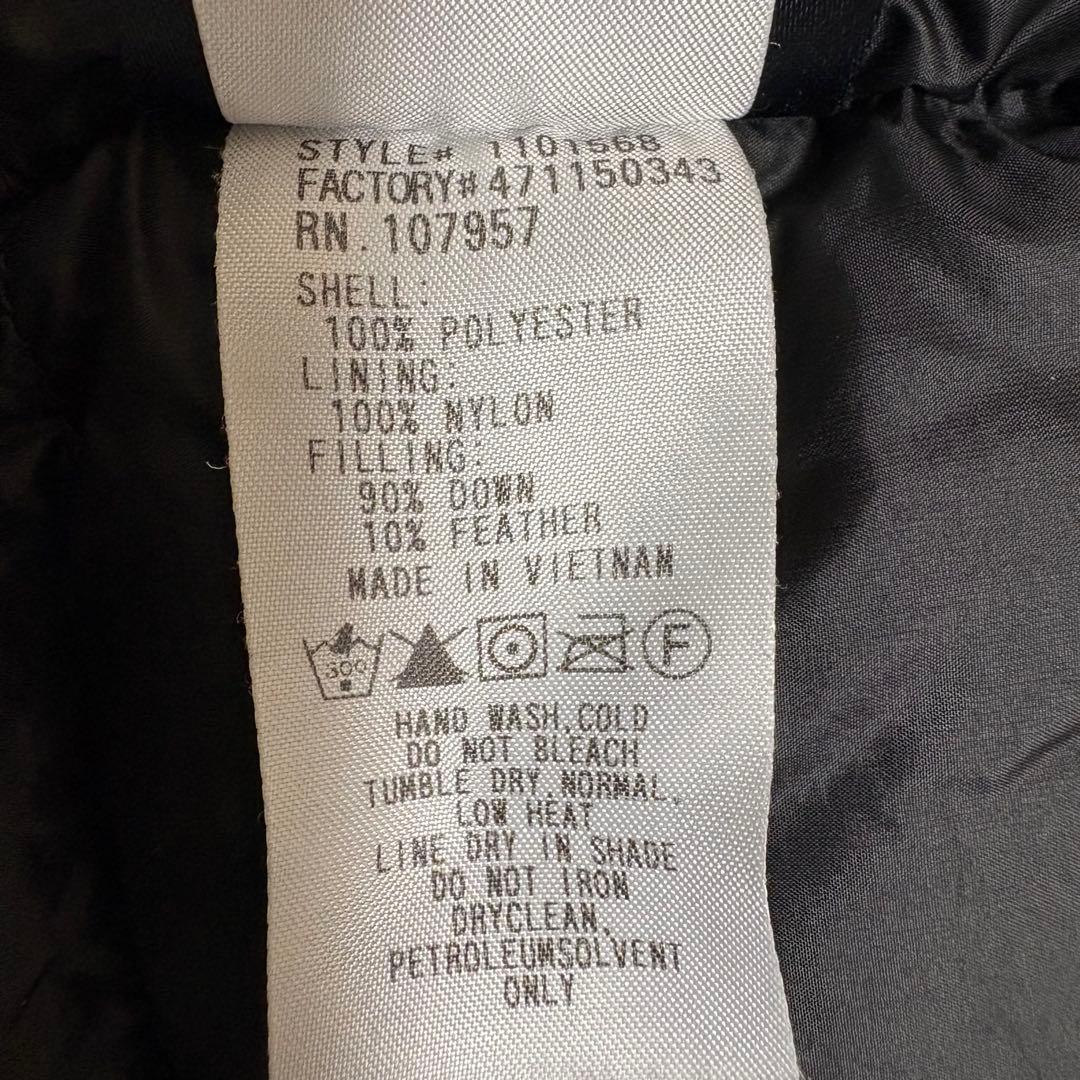 STYLE# 1101568
FACTORY#471150343
RN.107957
SHELL:
100% POLYESTER
LINING:
100% NYLON
FILLING:
90% DOWN
10% FEATHER
MADE IN VIETNAM
30C
F
HAND WASH,COLD
DO NOT BLEACH
TUMBLE DRY,NORMAL,
LOW HEAT
LINE DRY IN SHADE
DO NOT IRON
DRYCLEAN,
PETROLEUMSOLVENT
ONLY